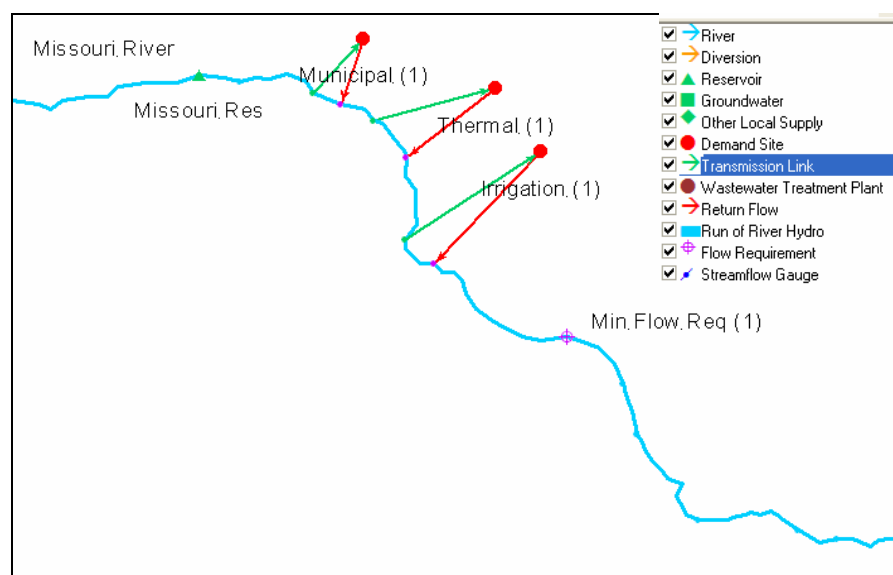 Missouri.River
Missouri.Res
Municipal.(1)
Thermal.(1)
Irrigation.(1)
Min.Flow.Req (1)
River
Diversion
Reservoir
Groundwater
Other Local Supply
Demand Site
Transmission Link
Wastewater Treatment Plant
Return Flow
Run of River Hydro
Flow Requirement
Streamflow Gauge